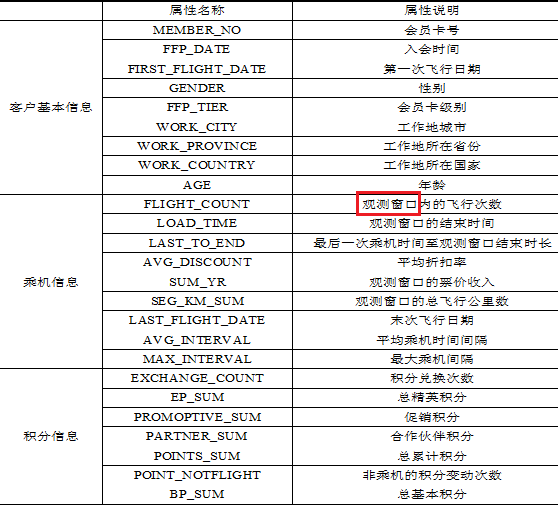 属性名称 属性说明
客户基本信息
MEMBER_NO 会员卡号
FFP_DATE 入会时间
FIRST_FLIGHT_DATE 第一次飞行日期
GENDER 性别
FFP_TIER 会员卡级别
WORK_CITY 工作地城市
WORK_PROVINCE 工作地所在省份
WORK_COUNTRY 工作地所在国家
AGE 年龄
乘机信息
FLIGHT_COUNT 观测窗口内的飞行次数
LOAD_TIME 观测窗口的结束时间
LAST_TO_END 最后一次乘机时间至观测窗口结束时长
AVG_DISCOUNT 平均折扣率
SUM_YR 观测窗口的票价收入
SEG_KM_SUM 观测窗口的总飞行公里数
LAST_FLIGHT_DATE 末次飞行日期
AVG_INTERVAL 平均乘机时间间隔
MAX_INTERVAL 最大乘机间隔
积分信息
EXCHANGE_COUNT 积分兑换次数
EP_SUM 总精英积分
PROMOPTIVE_SUM 促销积分
PARTNER_SUM 合作伙伴积分
POINTS_SUM 总累计积分
POINT_NOTFLIGHT 非乘机的积分变动次数
BP_SUM 总基本积分